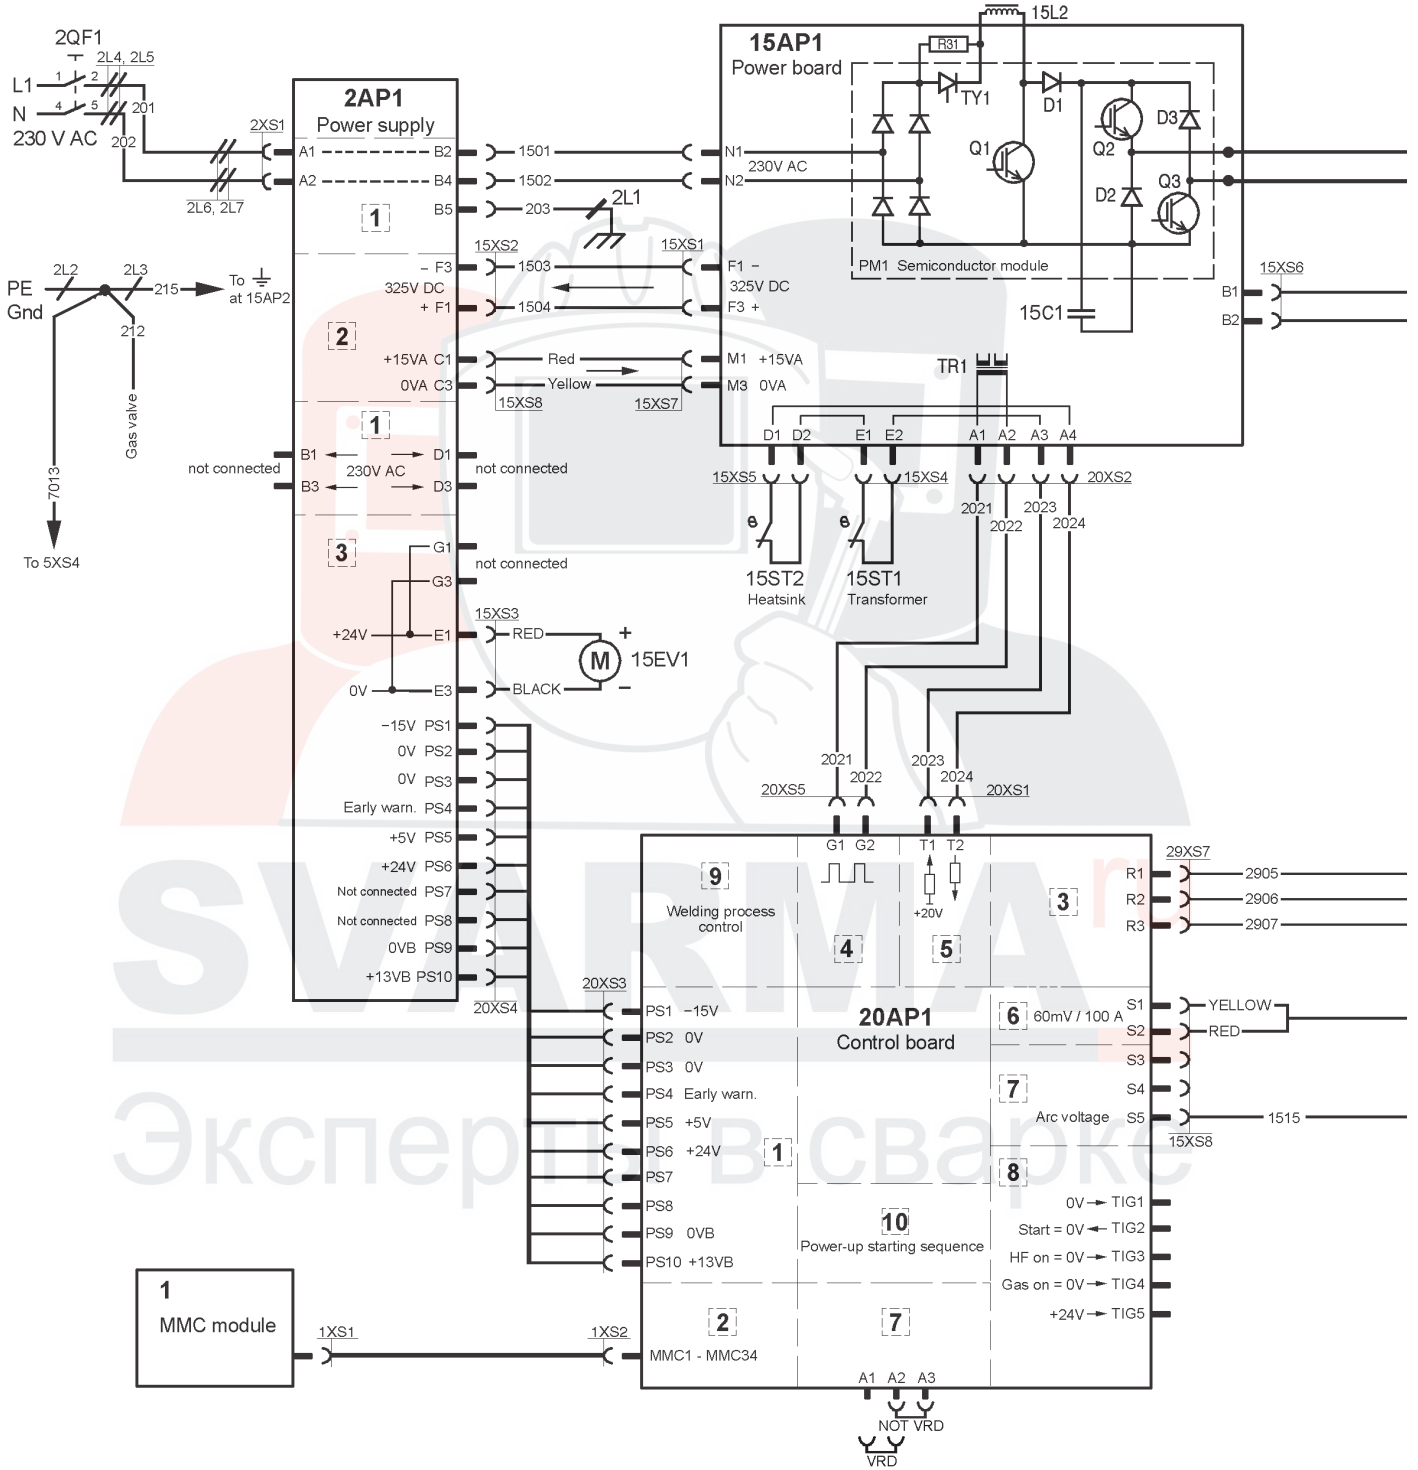 15L2
15AP1
Power board
R31
TY1
D1
D3
Q1
Q2
D2
Q3
PM1 Semiconductor module
15C1
TR1
2QF1
2L4, 2L5
L1
1
2
N
4
5
201
202
230 V AC
2XS1
2L6, 2L7
2AP1
Power supply
A1
B2
1501
N1
230V AC
A2
B4
1502
N2
B5
203
2L1
1
15XS2
15XS1
– F3
1503
F1 –
325V DC
325V DC
+ F1
1504
F3 +
15XS6
B1
B2
PE
Gnd
2L2
2L3
215
To
at 15AP2
212
Gas valve
7013
To 5XS4
2
+15VA C1
Red
M1 +15VA
0VA C3
Yellow
M3 0VA
15XS8
15XS7
1
not connected
B1
D1
230V AC
not connected
B3
D3
3
G1
not connected
G3
15XS3
+24V
E1
RED
+
M
15EV1
0V
E3
BLACK
–
D1
D2
E1
E2
A1
A2
A3
A4
15XS5
15XS4
20XS2
2021
2022
2023
2024
15ST2
Heatsink
15ST1
Transformer
–15V PS1
0V PS2
0V PS3
Early warn. PS4
+5V PS5
+24V PS6
Not connected PS7
Not connected PS8
0VB PS9
+13VB PS10
20XS4
2021
2022
2023
2024
20XS5
20XS1
G1
G2
T1
T2
+20V
9
Welding process
control
4
5
3
29XS7
R1
2905
R2
2906
R3
2907
20XS3
20AP1
Control board
PS1 –15V
PS2 0V
PS3 0V
PS4 Early warn.
PS5 +5V
PS6 +24V
PS7
PS8
PS9 0VB
PS10 +13VB
1
6
60mV / 100 A
S1
YELLOW
S2
RED
S3
7
S4
Arc voltage
S5
1515
15XS8
8
0V
TIG1
Start = 0V
TIG2
HF on = 0V
TIG3
Gas on = 0V
TIG4
+24V
TIG5
10
Power-up starting sequence
2
7
MMC1 - MMC34
1
MMC module
1XS1
1XS2
A1
A2
A3
NOT VRD
VRD
SVARMA.ru
Эксперты в сварке